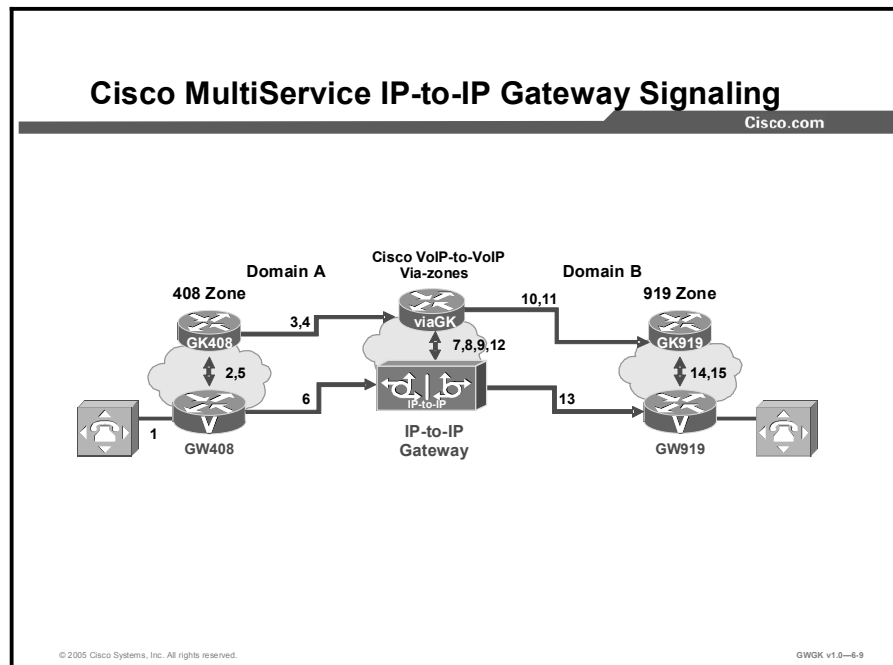 Cisco MultiService IP-to-IP Gateway Signaling
Cisco.com
Cisco VoIP-to-VoIP
Via-zones
Domain A
Domain B
408 Zone
919 Zone
3,4
viaGK
10,11
GK408
GK919
2,5
7,8,9,12
14,15
6
IP-to-IP
13
1
V
V
GW408
IP-to-IP
Gateway
GW919
© 2005 Cisco Systems, Inc. All rights reserved.
GWGK v1.0—6-9